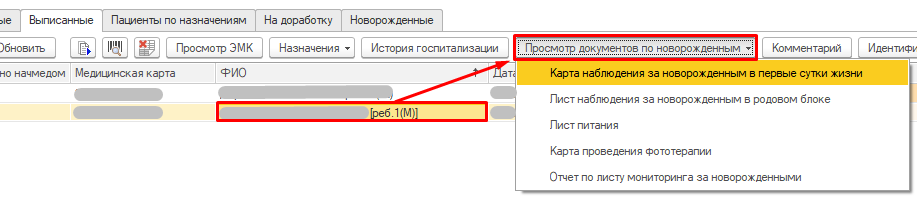 ые Выписанные Пациенты по назначениям На доработку Новорожденные
Обновить Просмотр ЭМК Назначения История госпитализации Просмотр документов по новорожденным Комментарий Идентифи
но начмедом Медицинская карта ФИО Дата
Карта наблюдения за новорожденным в первые сутки жизни
Лист наблюдения за новорожденным в родовом блоке
[реб.1(М)]
Лист питания
Карта проведения фототерапии
Отчет по листу мониторинга за новорожденными